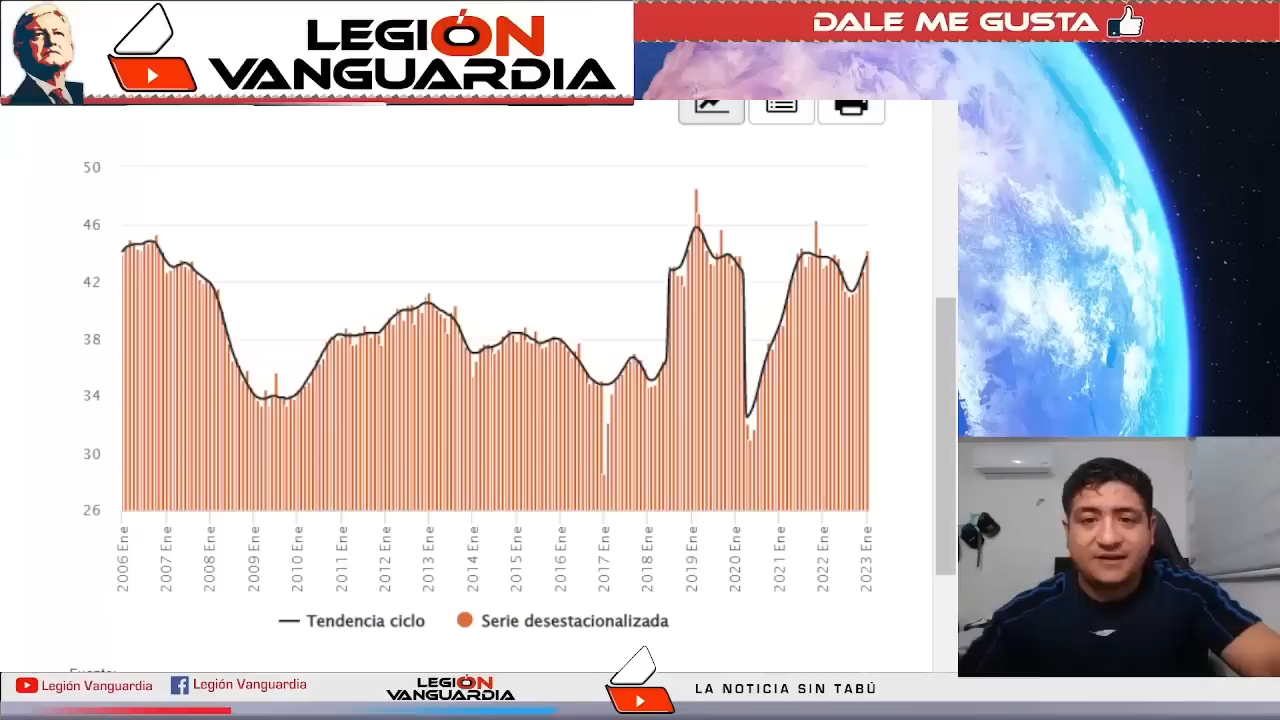 LEGIÓN
VANGUARDIA
DALE ME GUSTA
50
46
42
38
34
30
26
2006 Ene
2007 Ene
2008 Ene
2009 Ene
2010 Ene
2011 Ene
2012 Ene
2013 Ene
2014 Ene
2015 Ene
2016 Ene
2017 Ene
2018 Ene
2019 Ene
2020 Ene
2021 Ene
2022 Ene
2023 Ene
Tendencia ciclo
Serie desestacionalizada
Legión Vanguardia
Legión Vanguardia
LEGIÓN
VANGUARDIA
LA NOTICIA SIN TABÚ